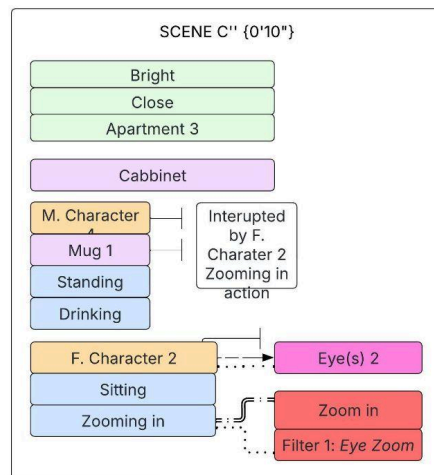 SCENE C'' {0'10"}
Bright
Close
Apartment 3
Cabbinet
M. Character
4
Mug 1
Standing
Drinking
Interupted
by F.
Charater 2
Zooming in
action
F. Character 2
Eye(s) 2
Sitting
Zooming in
Zoom in
Filter 1: Eye Zoom